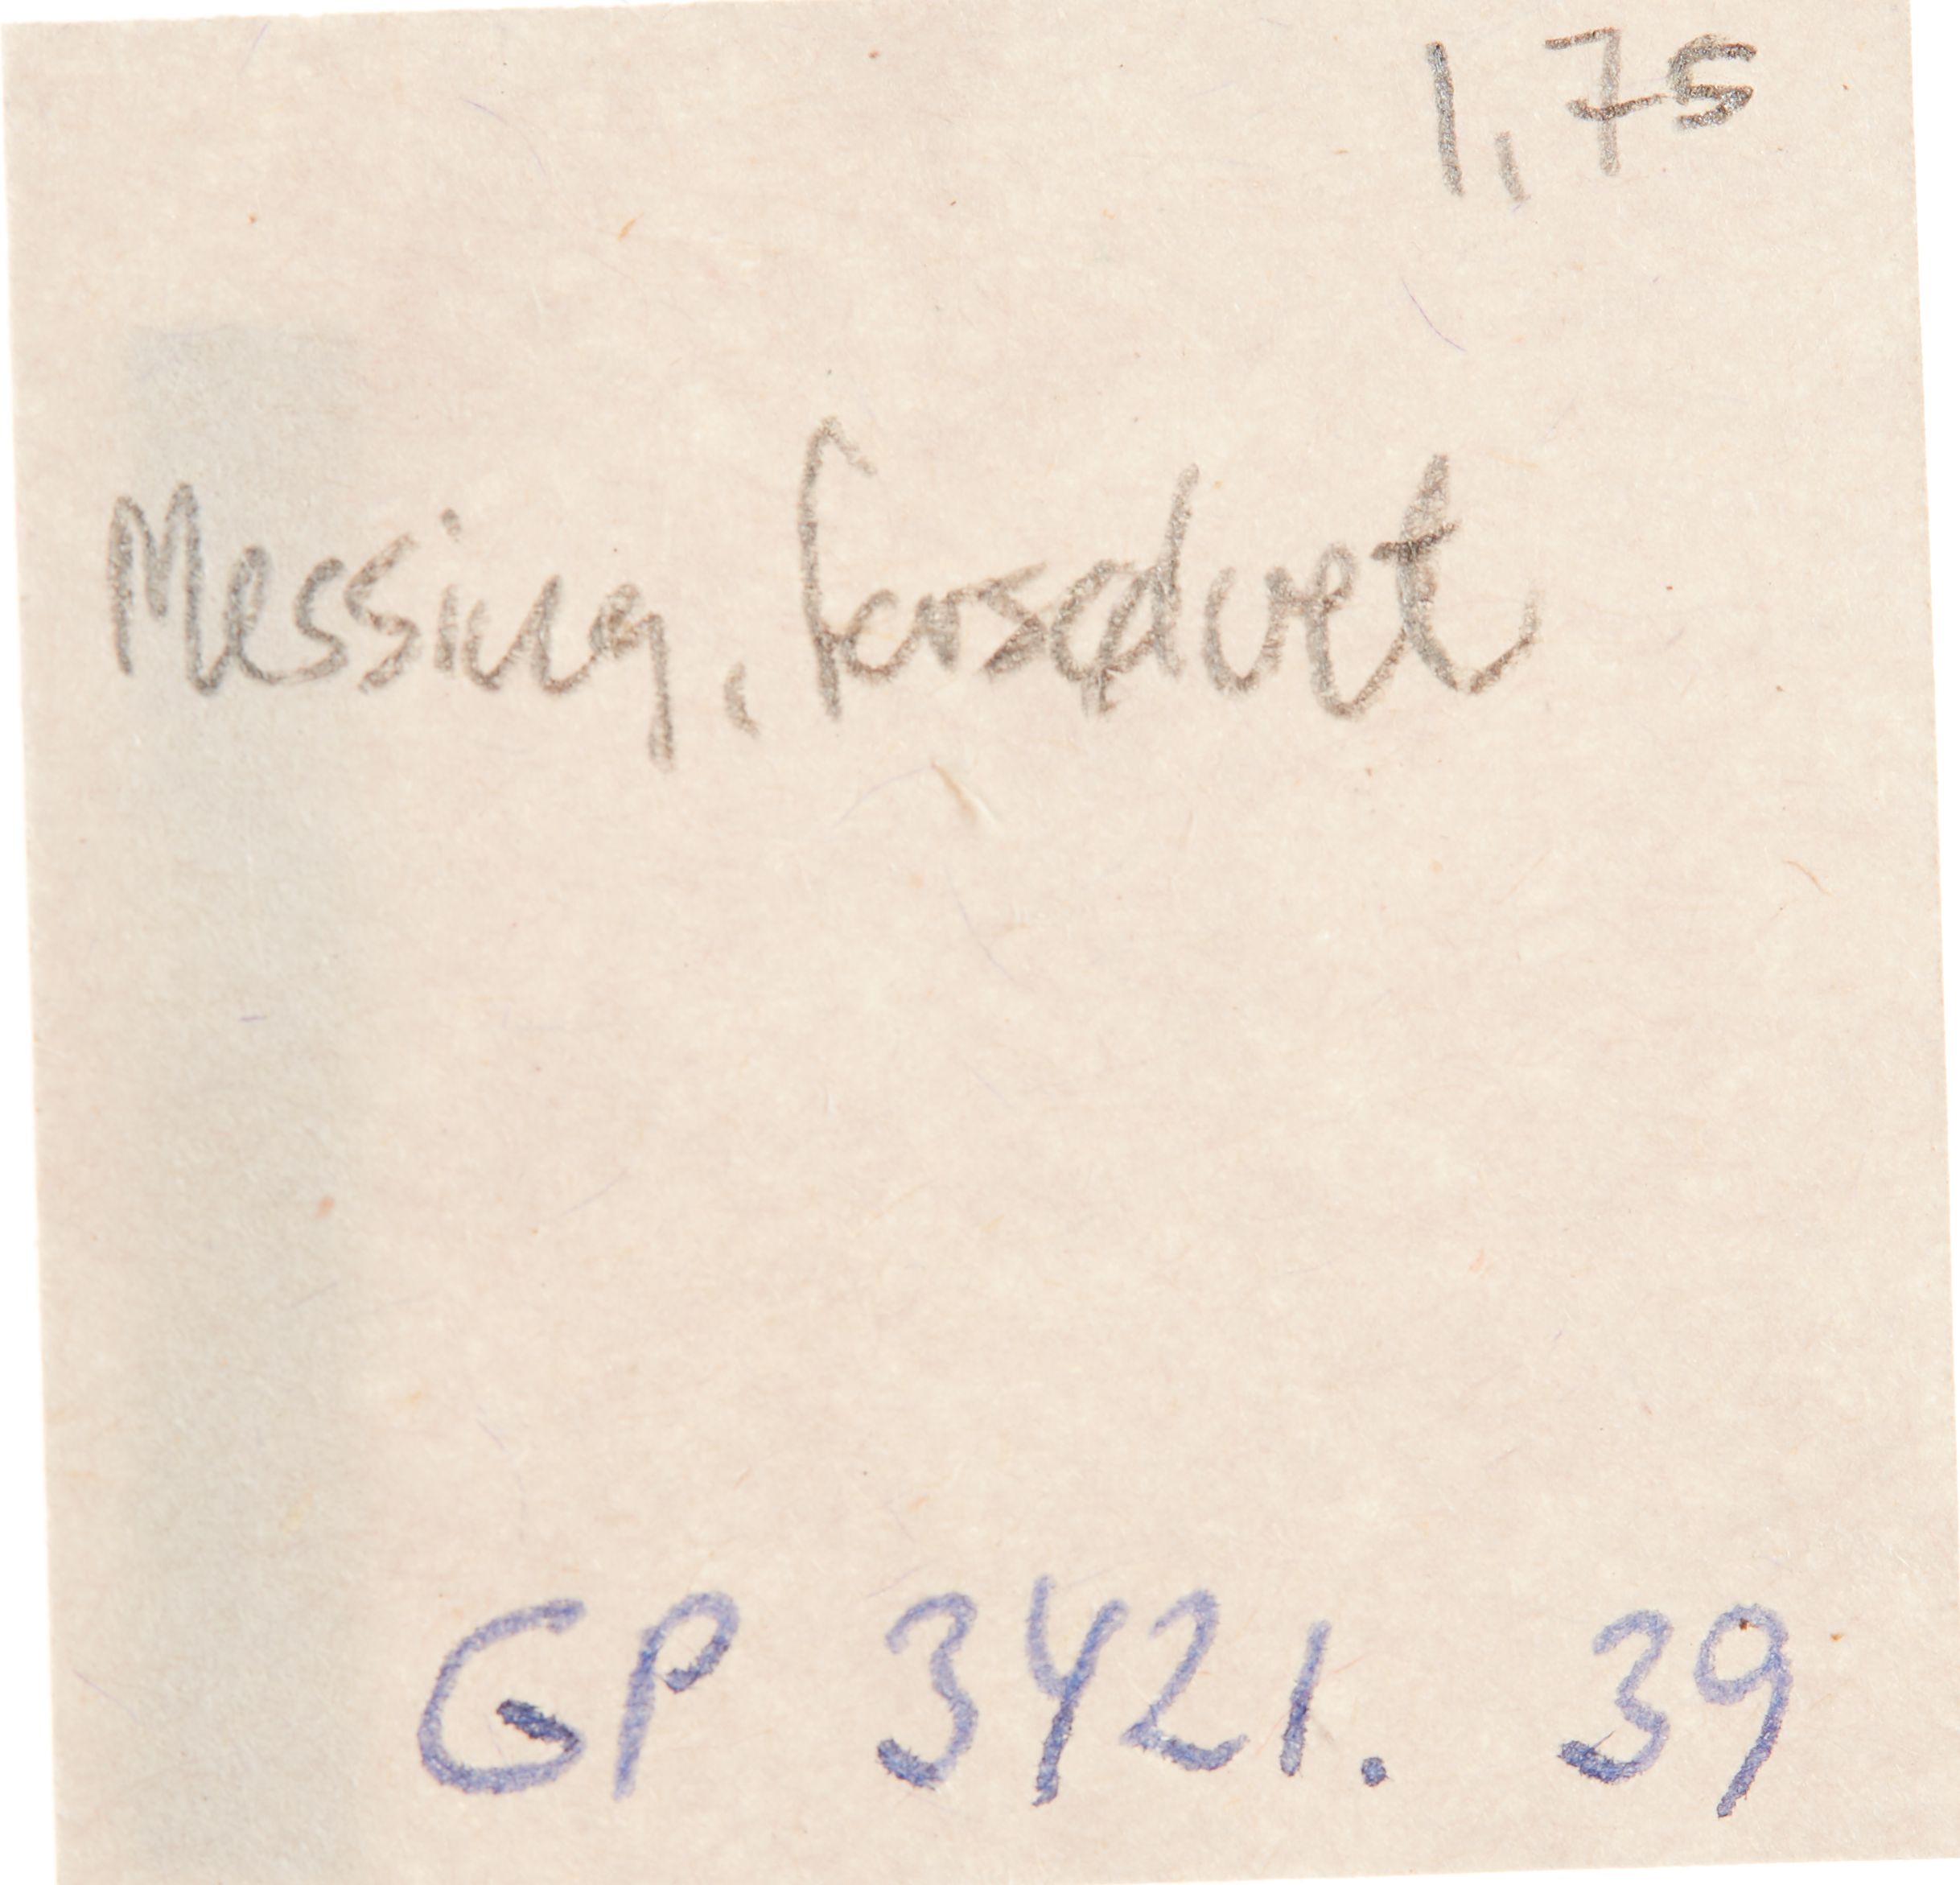 1,75
Messing, forsølvet
GP 3421. 39